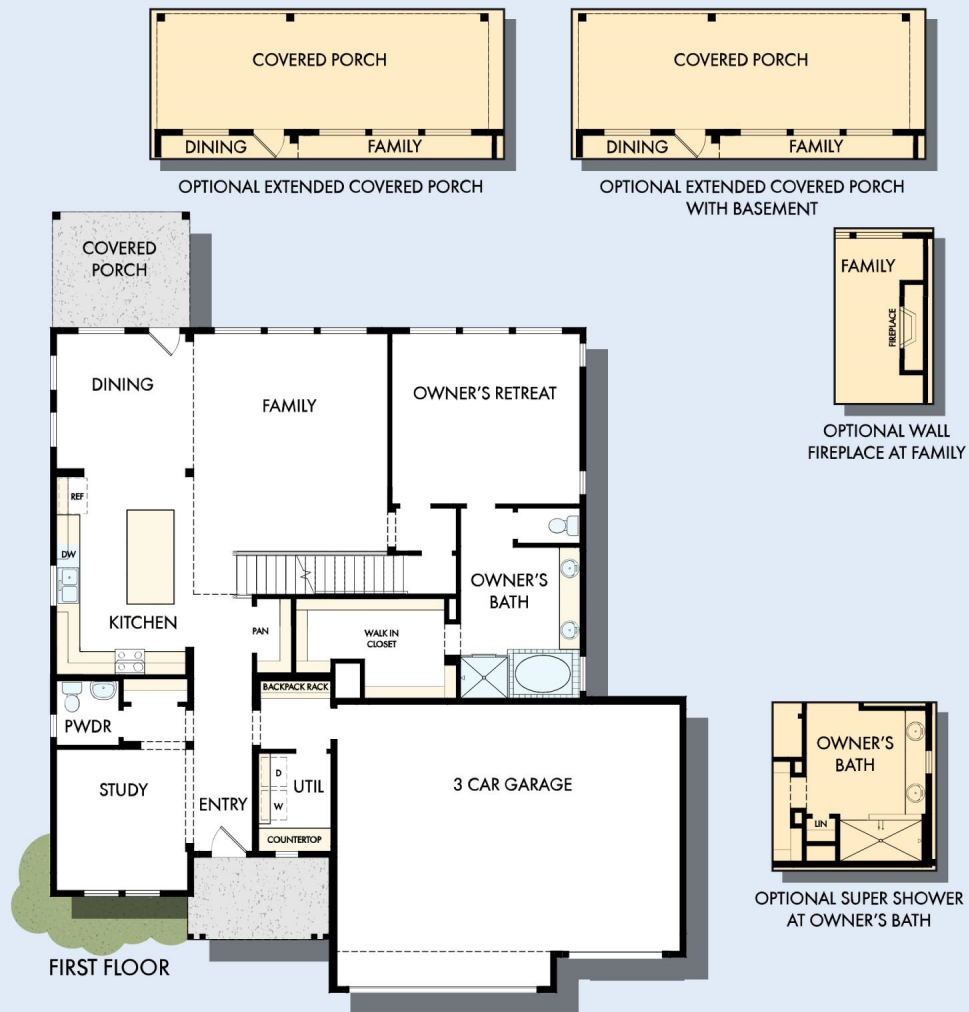 COVERED PORCH
DINING
FAMILY
OPTIONAL EXTENDED COVERED PORCH
COVERED PORCH
DINING
FAMILY
OPTIONAL EXTENDED COVERED PORCH
WITH BASEMENT
COVERED
PORCH
FAMILY
FIREPLACE
OPTIONAL WALL
FIREPLACE AT FAMILY
DINING
FAMILY
OWNER'S RETREAT
REF
DW
KITCHEN
PAN
WALK IN
CLOSET
OWNER'S
BATH
BACKPACK RACK
PWDR
STUDY
ENTRY
D
W
UTIL
COUNTERTOP
3 CAR GARAGE
OWNER'S
BATH
LIN
OPTIONAL SUPER SHOWER
AT OWNER'S BATH
FIRST FLOOR